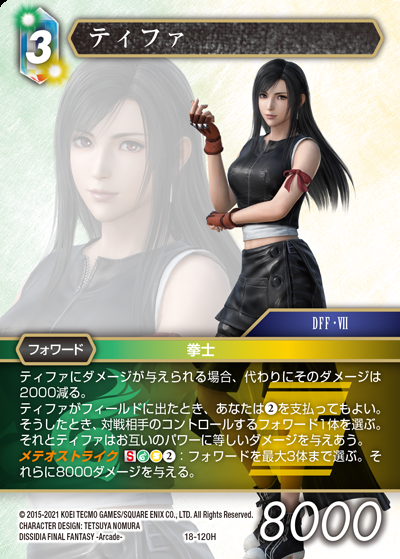 3
ティファ
DFF・VII
フォワード
拳士
ティファにダメージが与えられる場合、代わりにそのダメージは
2000減る。
ティファがフィールドに出たとき、あなたは2を支払ってもよい。
そうしたとき、対戦相手のコントロールするフォワード1体を選ぶ。
それとティファはお互いのパワーに等しいダメージを与えあう。
メテオストライク S2：フォワードを最大3体まで選ぶ。そ
れらに8000ダメージを与える。
© 2015-2021 KOEI TECMO GAMES/SQUARE ENIX CO., LTD. All Rights Reserved.
CHARACTER DESIGN: TETSUYA NOMURA
DISSIDIA FINAL FANTASY -Arcade-
18-120H
8000